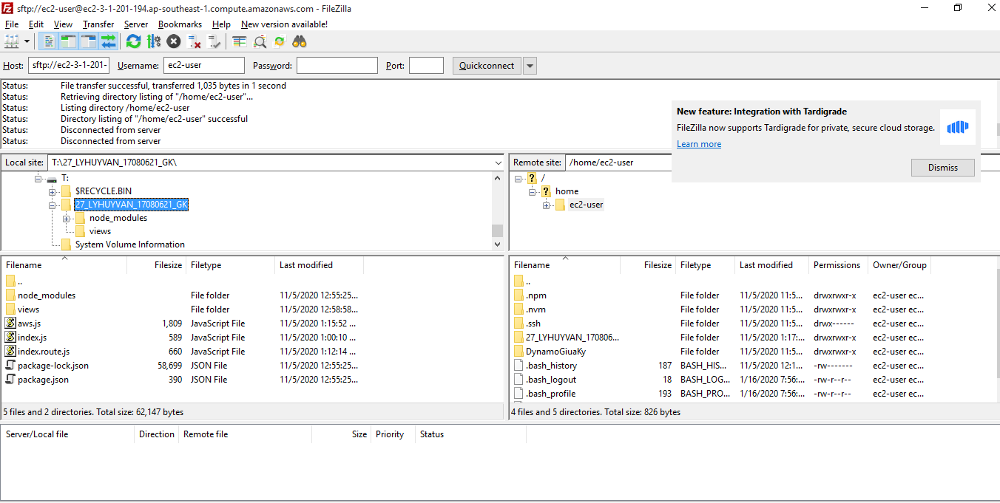 sftp://ec2-user@ec2-3-1-201-194.ap-southeast-1.compute.amazonaws.com - FileZilla
File Edit View Transfer Server Bookmarks Help New version available!
Host: sftp://ec2-3-1-201- Username: ec2-user Password: Port: Quickconnect
Status: File transfer successful, transferred 1,035 bytes in 1 second
Status: Retrieving directory listing of "/home/ec2-user"...
Status: Listing directory /home/ec2-user
Status: Directory listing of "/home/ec2-user" successful
Status: Disconnected from server
Status: Disconnected from server
New feature: Integration with Tardigrade
FileZilla now supports Tardigrade for private, secure cloud storage.
Learn more
Dismiss
Local site: T:\27_LYHUYVAN_17080621_GK\
T:
$RECYCLE.BIN
27_LYHUYVAN_17080621_GK
node_modules
views
System Volume Information
Remote site: /home/ec2-user
/
home
ec2-user
Filename Filesize Filetype Last modified
..
node_modules File folder 11/5/2020 12:55:25...
views File folder 11/5/2020 12:58:58...
aws.js 1,809 JavaScript File 11/5/2020 1:15:52 ...
index.js 589 JavaScript File 11/5/2020 1:00:10 ...
index.route.js 660 JavaScript File 11/5/2020 1:12:14 ...
package-lock.json 58,699 JSON File 11/5/2020 12:55:25...
package.json 390 JSON File 11/5/2020 12:55:25...
5 files and 2 directories. Total size: 62,147 bytes
Filename Filesize Filetype Last modified Permissions Owner/Group
..
.npm File folder 11/5/2020 11:5... drwxrwxr-x ec2-user ec...
.nvm File folder 11/5/2020 11:5... drwxrwxr-x ec2-user ec...
.ssh File folder 11/5/2020 11:5... drwx------ ec2-user ec...
27_LYHUYVAN_170806... File folder 11/5/2020 1:17:... drwxrwxr-x ec2-user ec...
DynamoGiuaKy File folder 11/5/2020 11:5... drwxrwxr-x ec2-user ec...
.bash_history 187 BASH_HIS... 11/5/2020 12:1... -rw------- ec2-user ec...
.bash_logout 18 BASH_LOG... 1/16/2020 7:56:... -rw-r--r-- ec2-user ec...
.bash_profile 193 BASH_PRO... 1/16/2020 7:56:... -rw-r--r-- ec2-user ec...
4 files and 5 directories. Total size: 826 bytes
Server/Local file Direction Remote file Size Priority Status